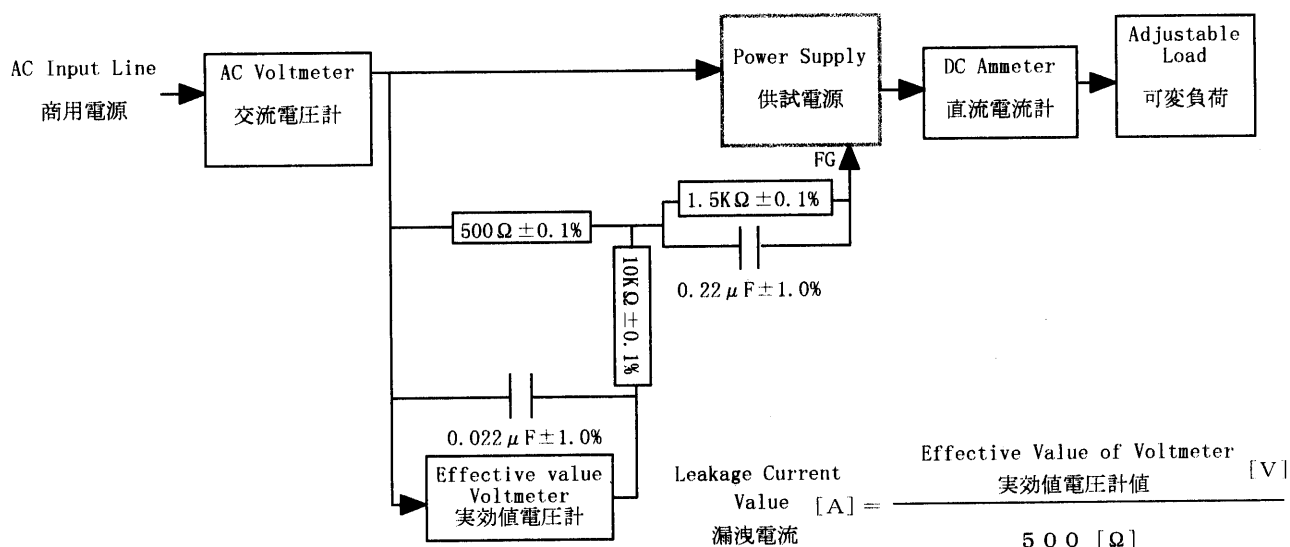 AC Input Line
商用電源
AC Voltmeter
交流電圧計
Power Supply
供試電源
FG
DC Ammeter
直流電流計
Adjustable
Load
可変負荷
1.5KΩ±0.1%
500Ω±0.1%
10KΩ±0.1%
0.22μF±1.0%
0.022μF±1.0%
Effective value
Voltmeter
実効値電圧計
Leakage Current
Value [A]=
漏洩電流
Effective Value of Voltmeter
実効値電圧計値 [V]
500 [Ω]